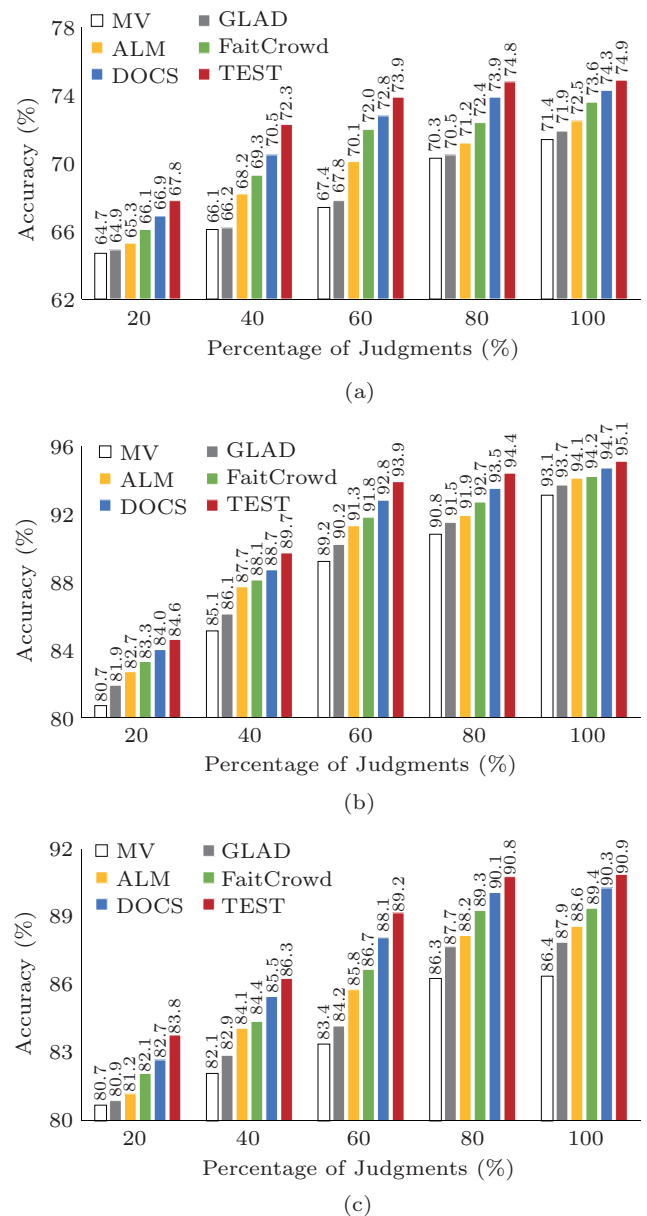 78
MV GLAD
ALM FaitCrowd
DOCS TEST
74
70
66
62
Accuracy (%)
64.7 64.9 65.3 66.1 66.9 67.8
66.1 66.2 68.2 69.3 70.5 72.3
67.4 67.8 70.1 72.0 72.8 73.9
70.3 70.5 71.2 72.4 73.9 74.8
71.4 71.9 72.5 73.6 74.3 74.9
20 40 60 80 100
Percentage of Judgments (%)
(a)
96
MV GLAD
ALM FaitCrowd
DOCS TEST
92
88
84
80
Accuracy (%)
80.7 81.9 82.7 83.3 84.0 84.6
85.1 86.1 87.7 88.1 88.7 89.7
89.2 90.2 91.3 91.8 92.8 93.9
90.8 91.5 91.9 92.7 93.5 94.4
93.1 93.7 94.1 94.2 94.7 95.1
20 40 60 80 100
Percentage of Judgments (%)
(b)
92
MV GLAD
ALM FaitCrowd
DOCS TEST
89
86
83
80
Accuracy (%)
80.7 80.9 81.2 82.1 82.7 83.8
82.1 82.9 84.1 84.4 85.5 86.3
83.4 84.2 85.8 86.7 88.1 89.2
86.3 87.7 88.2 89.3 90.1 90.8
86.4 87.9 88.6 89.4 90.3 90.9
20 40 60 80 100
Percentage of Judgments (%)
(c)